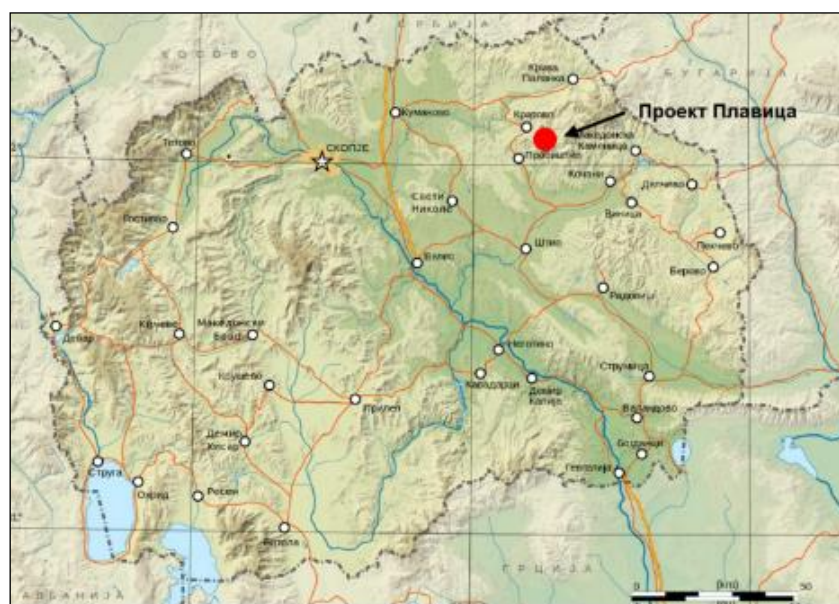 СРБИЈА
КОСОВО
БУГАРИЈА
Крива
Паланка
Куманово
Кратово
Проект Плавица
Македонска
Каменица
Пробиштип
Тетово
СКОПЈЕ
Кочани
Делчево
Свети
Николе
Виница
Гостивар
Штип
Пехчево
Велес
Берово
Радовиш
Дебар
Кичево
Македонски
Брод
Неготино
Крушево
Кавадарци
Демир
Капија
Струмица
Прилеп
Валандово
Демир
Хисар
Богданци
Струга
Гевгелија
Охрид
Ресен
Битола
АЛБАНИЈА
ГРЦИЈА
0
(km)
50